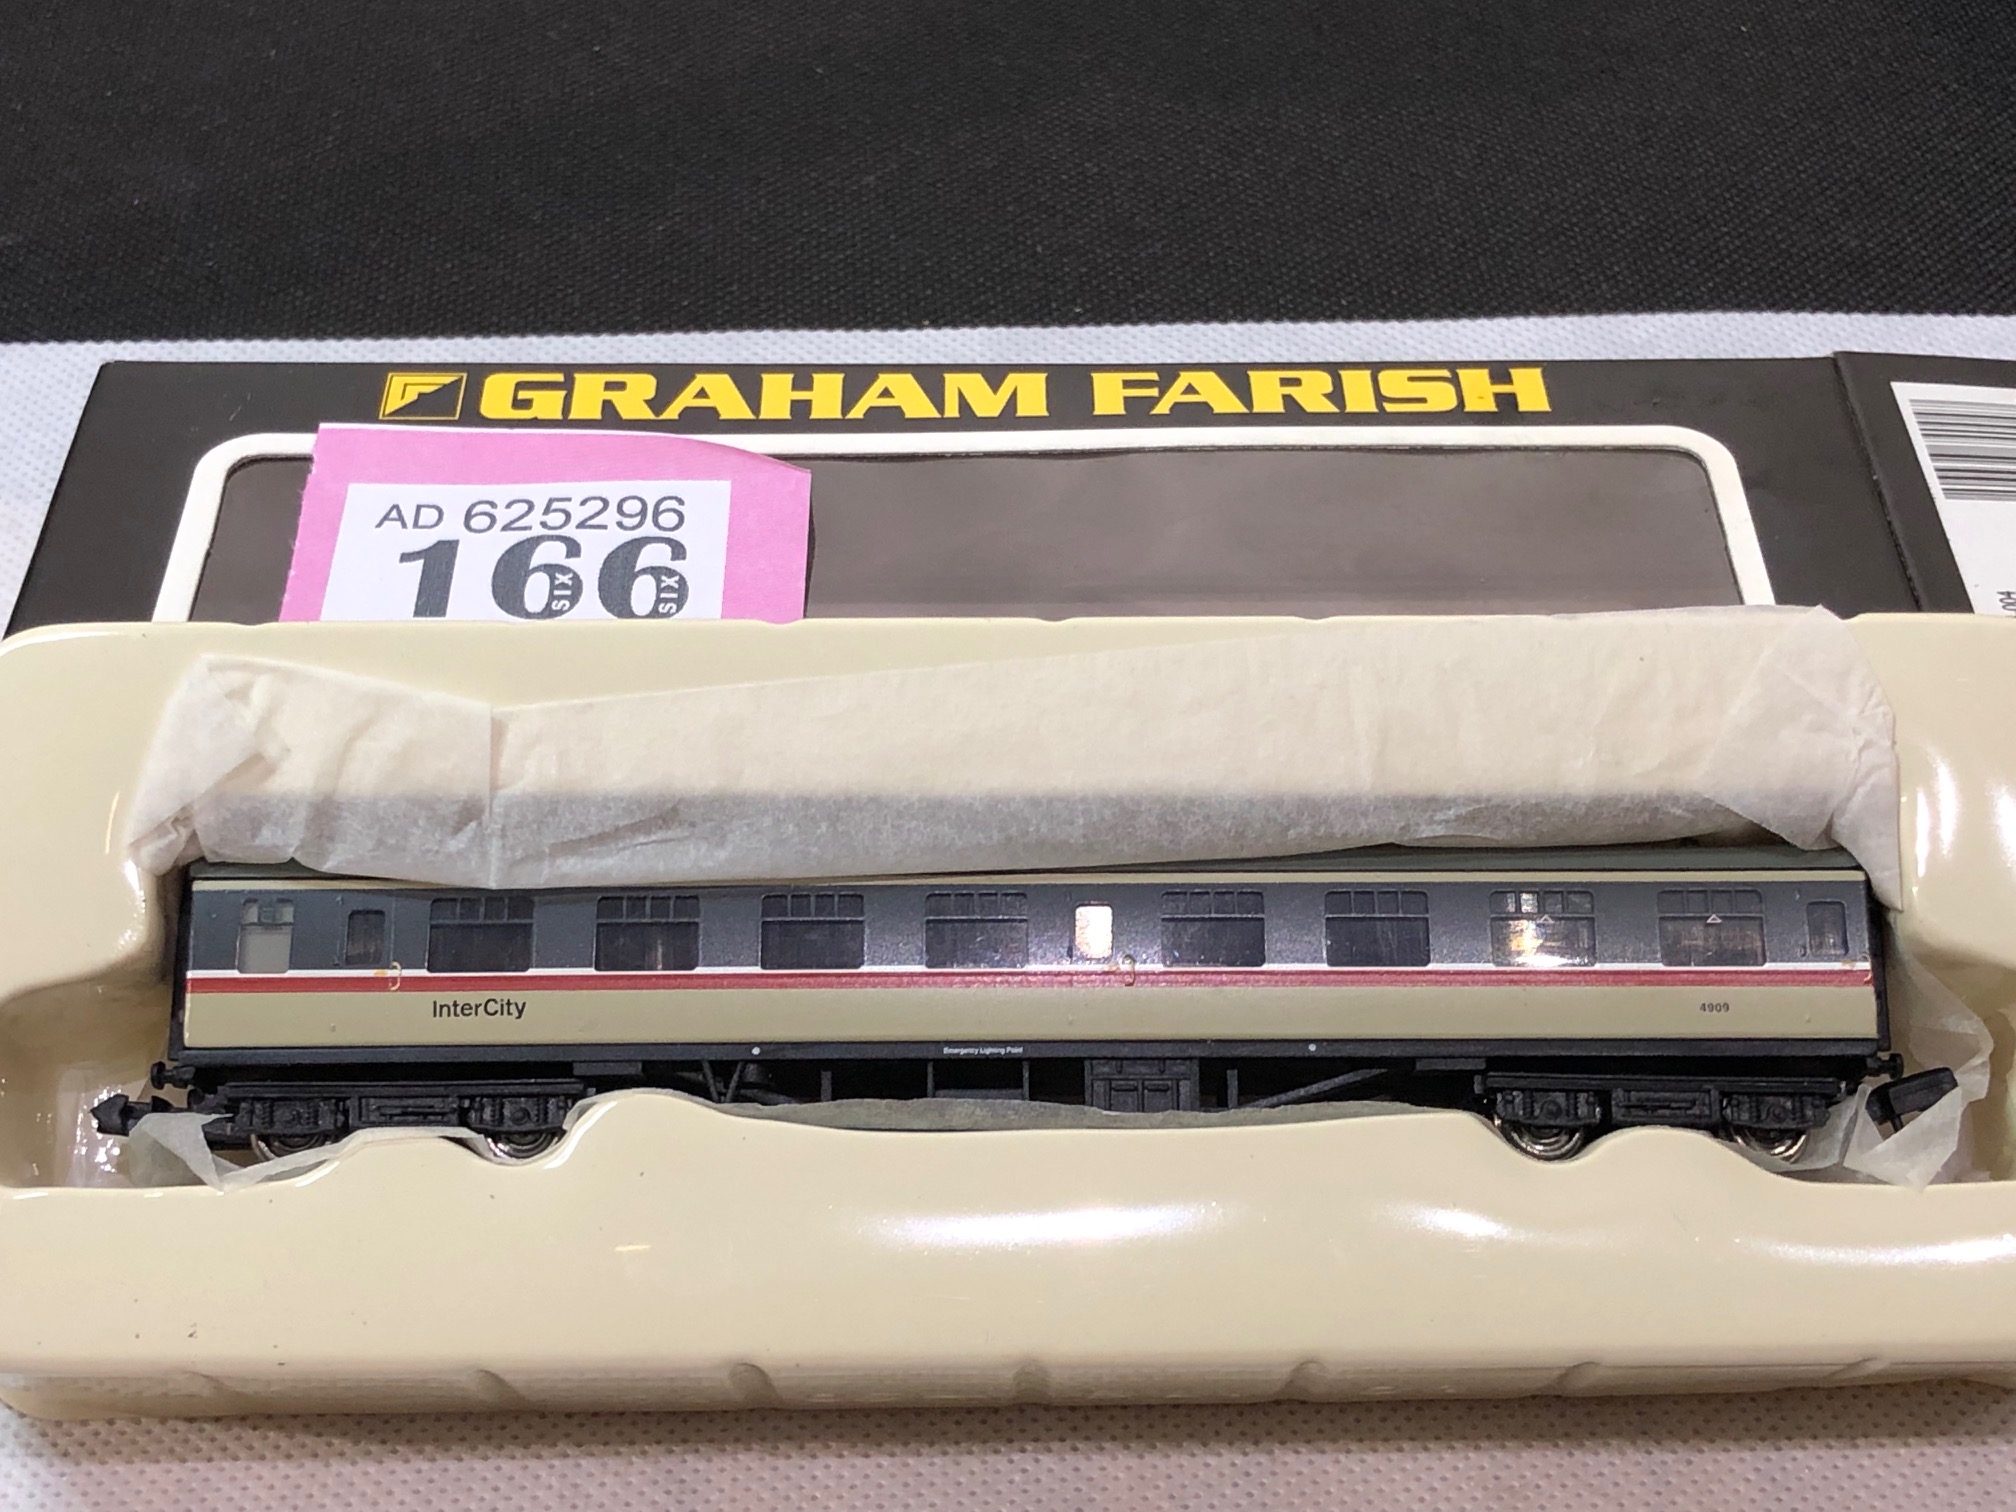 GRAHAM FARISH
AD 625296
166
SIX SIX
InterCity
4909
Emergency Lighting Point